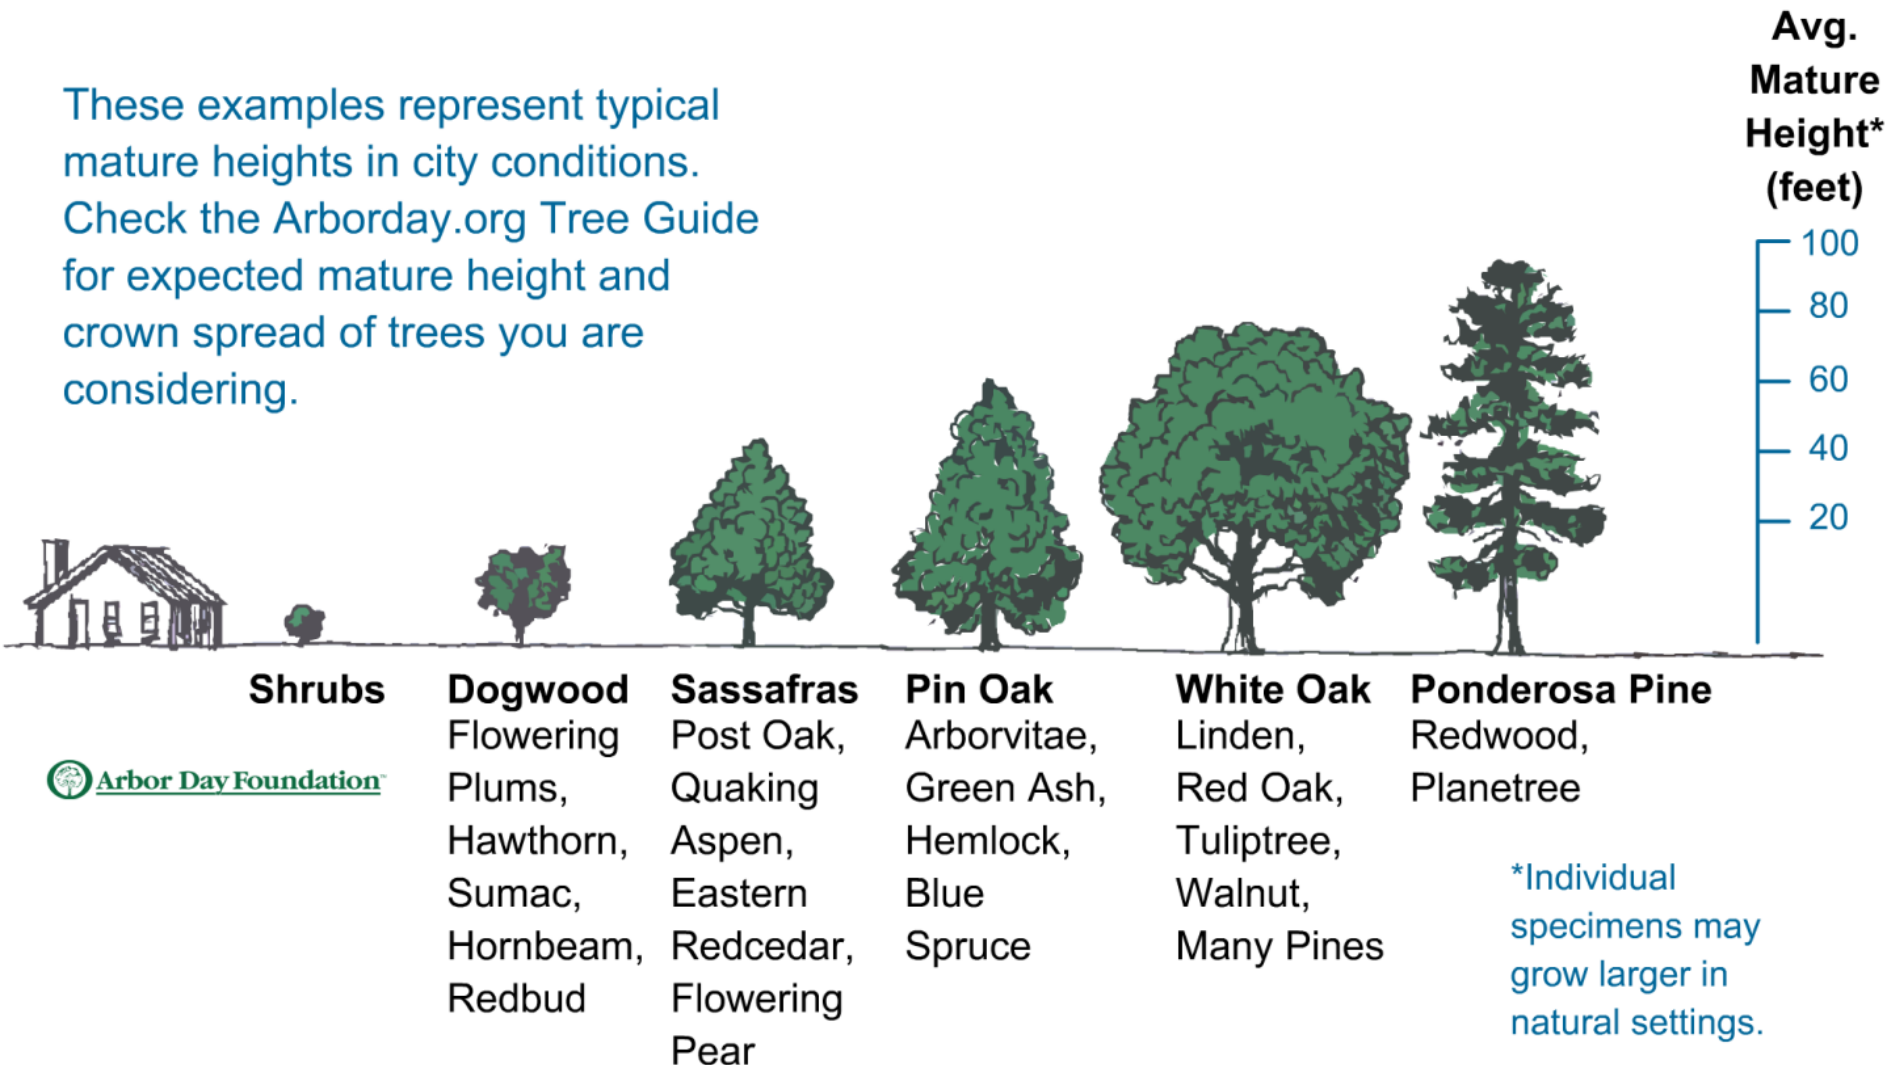 These examples represent typical
mature heights in city conditions.
Check the Arborday.org Tree Guide
for expected mature height and
crown spread of trees you are
considering.
Avg.
Mature
Height*
(feet)
100
80
60
40
20
Shrubs
Dogwood
Flowering
Plums,
Hawthorn,
Sumac,
Hornbeam,
Redbud
Sassafras
Post Oak,
Quaking
Aspen,
Eastern
Redcedar,
Flowering
Pear
Pin Oak
Arborvitae,
Green Ash,
Hemlock,
Blue
Spruce
White Oak
Linden,
Red Oak,
Tuliptree,
Walnut,
Many Pines
Ponderosa Pine
Redwood,
Planetree
Arbor Day Foundation™
*Individual
specimens may
grow larger in
natural settings.